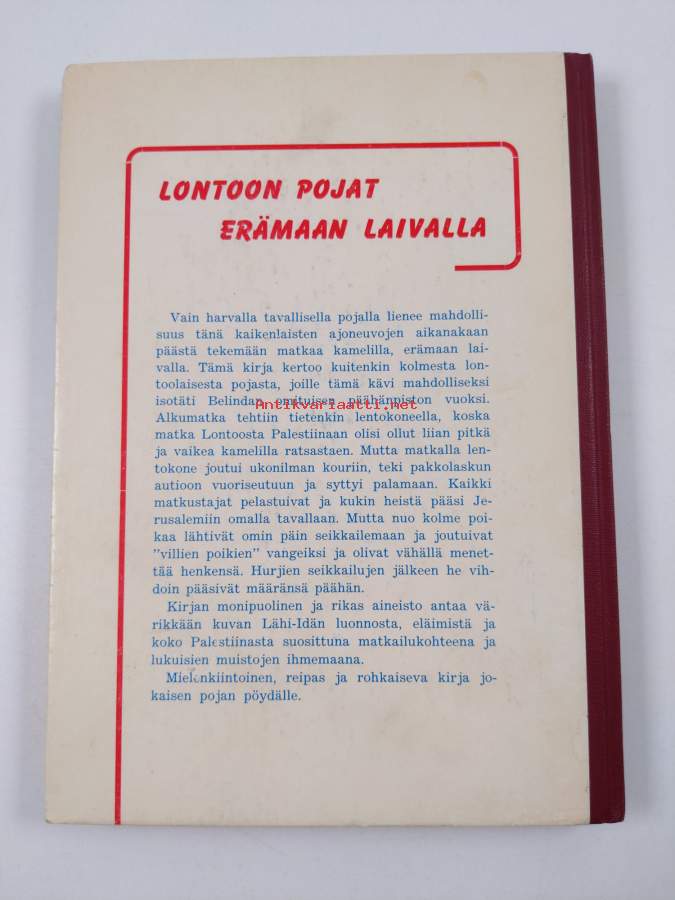 LONTOON POJAT
ERÄMAAN LAIVALLA
Vain harvalla tavallisella pojalla lienee mahdolli-
suus tänä kaikenlaisten ajoneuvojen aikanakaan
päästä tekemään matkaa kamelilla, erämaan lai-
valla. Tämä kirja kertoo kuitenkin kolmesta lon-
toolaisesta pojasta, joille tämä kävi mahdolliseksi
isotäti Belindan omituisen päähänpiston vuoksi.
Antikvariaatti.net
Alkumatka tehtiin tietenkin lentokoneella, koska
matka Lontoosta Palestiinaan olisi ollut liian pitkä
ja vaikea kamelilla ratsastaen. Mutta matkalla len-
tokone joutui ukonilman kouriin, teki pakkolaskun
autioon vuoriseutuun ja syttyi palamaan. Kaikki
matkustajat pelastuivat ja kukin heistä pääsi Je-
rusalemiin omalla tavallaan. Mutta nuo kolme poi-
kaa lähtivät omin päin seikkailemaan ja joutuivat
"villien poikien" vangeiksi ja olivat vähällä menet-
tää henkensä. Hurjien seikkailujen jälkeen he vih-
doin pääsivät määränsä päähän.
Kirjan monipuolinen ja rikas aineisto antaa vä-
rikkään kuvan Lähi-Idän luonnosta, eläimistä ja
koko Palestiinasta suosittuna matkailukohteena ja
lukuisien muistojen ihmemaana.
Mielenkiintoinen, reipas ja rohkaiseva kirja jo-
kaisen pojan pöydälle.